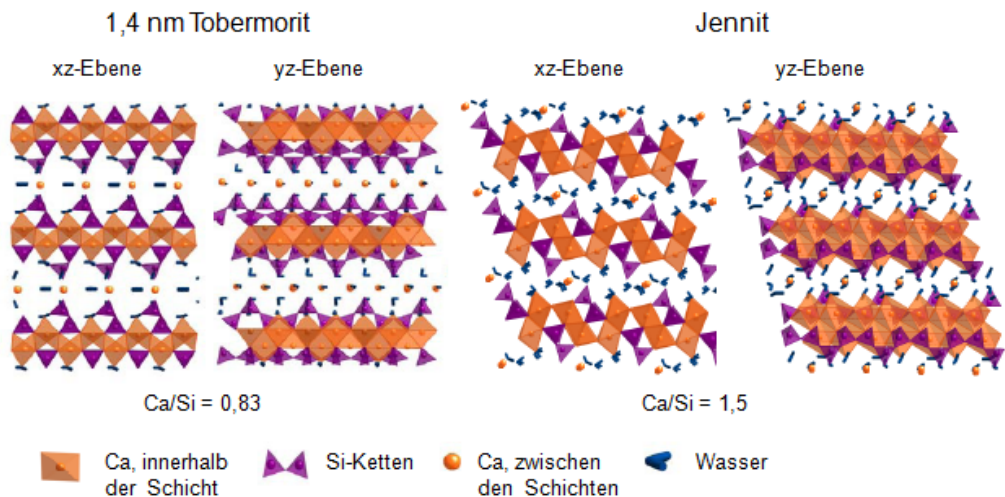 1,4 nm Tobermorit
Jennit
xz-Ebene
yz-Ebene
xz-Ebene
yz-Ebene
Ca/Si = 0,83
Ca/Si = 1,5
Ca, innerhalb
der Schicht
Si-Ketten
Ca, zwischen
den Schichten
Wasser